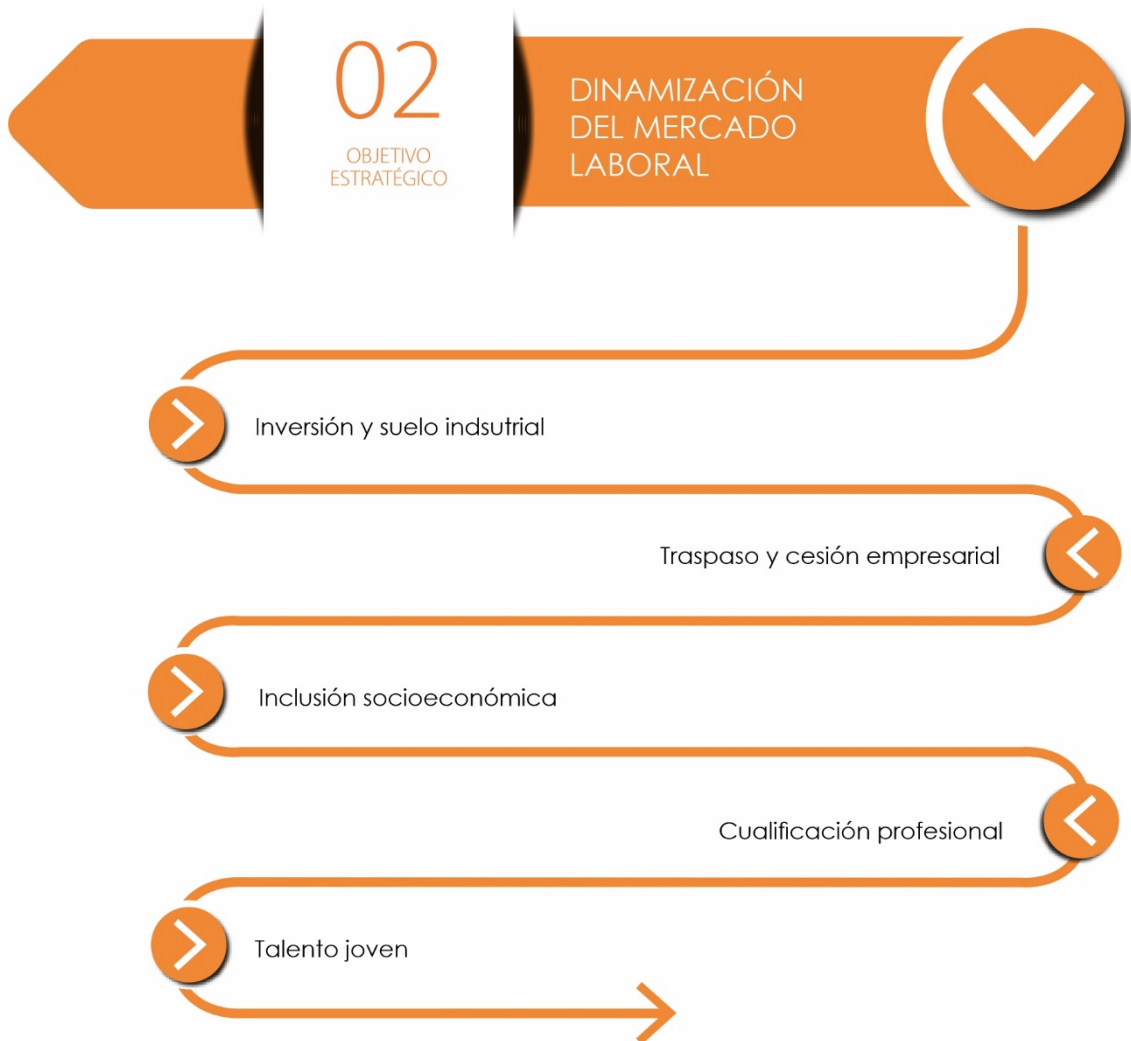 02
OBJETIVO
ESTRATÉGICO
DINAMIZACIÓN
DEL MERCADO
LABORAL
Inversión y suelo indsutrial
Traspaso y cesión empresarial
Inclusión socioeconómica
Cualificación profesional
Talento joven